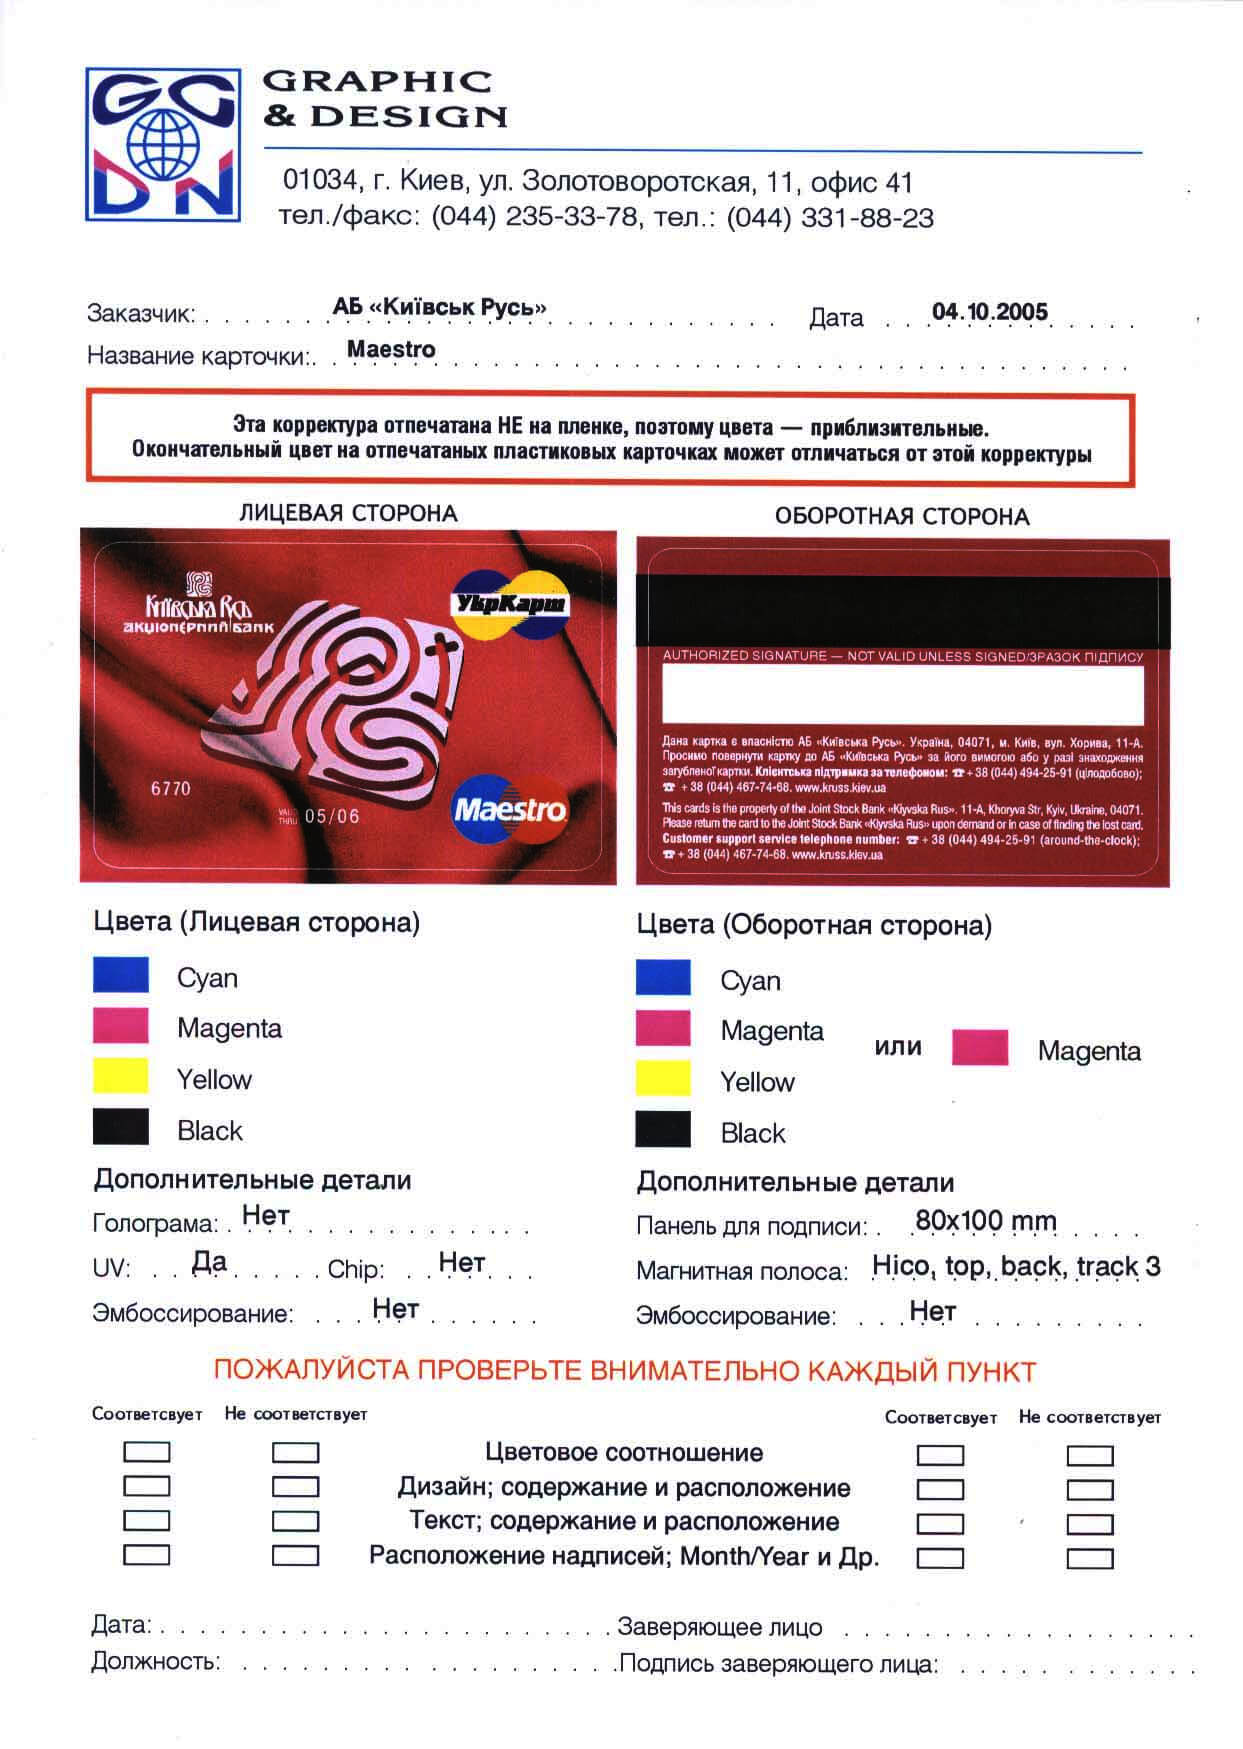 GC
DN
GRAPHIC
& DESIGN
01034, г. Киев, ул. Золотоворотская, 11, офис 41
тел./факс: (044) 235-33-78, тел.: (044) 331-88-23
Заказчик: АБ «Київськ Русь» Дата 04.10.2005
Название карточки: Maestro
Эта корректура отпечатана НЕ на пленке, поэтому цвета — приблизительные.
Окончательный цвет на отпечатаных пластиковых карточках может отличаться от этой корректуры
ЛИЦЕВАЯ СТОРОНА
Київська Русь
акціонерний банк
УкрКарт
6770
VALID
THRU 05/06
Maestro
ОБОРОТНАЯ СТОРОНА
AUTHORIZED SIGNATURE — NOT VALID UNLESS SIGNED/ЗРАЗОК ПІДПИСУ
Дана картка є власністю АБ «Київська Русь». Україна, 04071, м. Київ, вул. Хорива, 11-А.
Просимо повернути картку до АБ «Київська Русь» за його вимогою або у разі знаходження
загубленої картки. Клієнтська підтримка за телефоном: ☎ + 38 (044) 494-25-91 (цілодобово);
☎ + 38 (044) 467-74-68. www.kruss.kiev.ua
This cards is the property of the Joint Stock Bank «Kiyvska Rus». 11-A, Khoryva Str, Kyiv, Ukraine, 04071.
Please return the card to the Joint Stock Bank «Kiyvska Rus» upon demand or in case of finding the lost card.
Customer support service telephone number: ☎ + 38 (044) 494-25-91 (around-the-clock);
☎ + 38 (044) 467-74-68. www.kruss.kiev.ua
Цвета (Лицевая сторона)
Cyan
Magenta
Yellow
Black
Цвета (Оборотная сторона)
Cyan
Magenta или Magenta
Yellow
Black
Дополнительные детали
Голограма: Нет
UV: Да Chip: Нет
Эмбоссирование: Нет
Дополнительные детали
Панель для подписи: 80x100 mm
Магнитная полоса: Hico, top, back, track 3
Эмбоссирование: Нет
ПОЖАЛУЙСТА ПРОВЕРЬТЕ ВНИМАТЕЛЬНО КАЖДЫЙ ПУНКТ
Соответсвует Не соответствует Соответсвует Не соответствует
Цветовое соотношение
Дизайн; содержание и расположение
Текст; содержание и расположение
Расположение надписей; Month/Year и Др.
Дата: Заверяющее лицо
Должность: Подпись заверяющего лица: